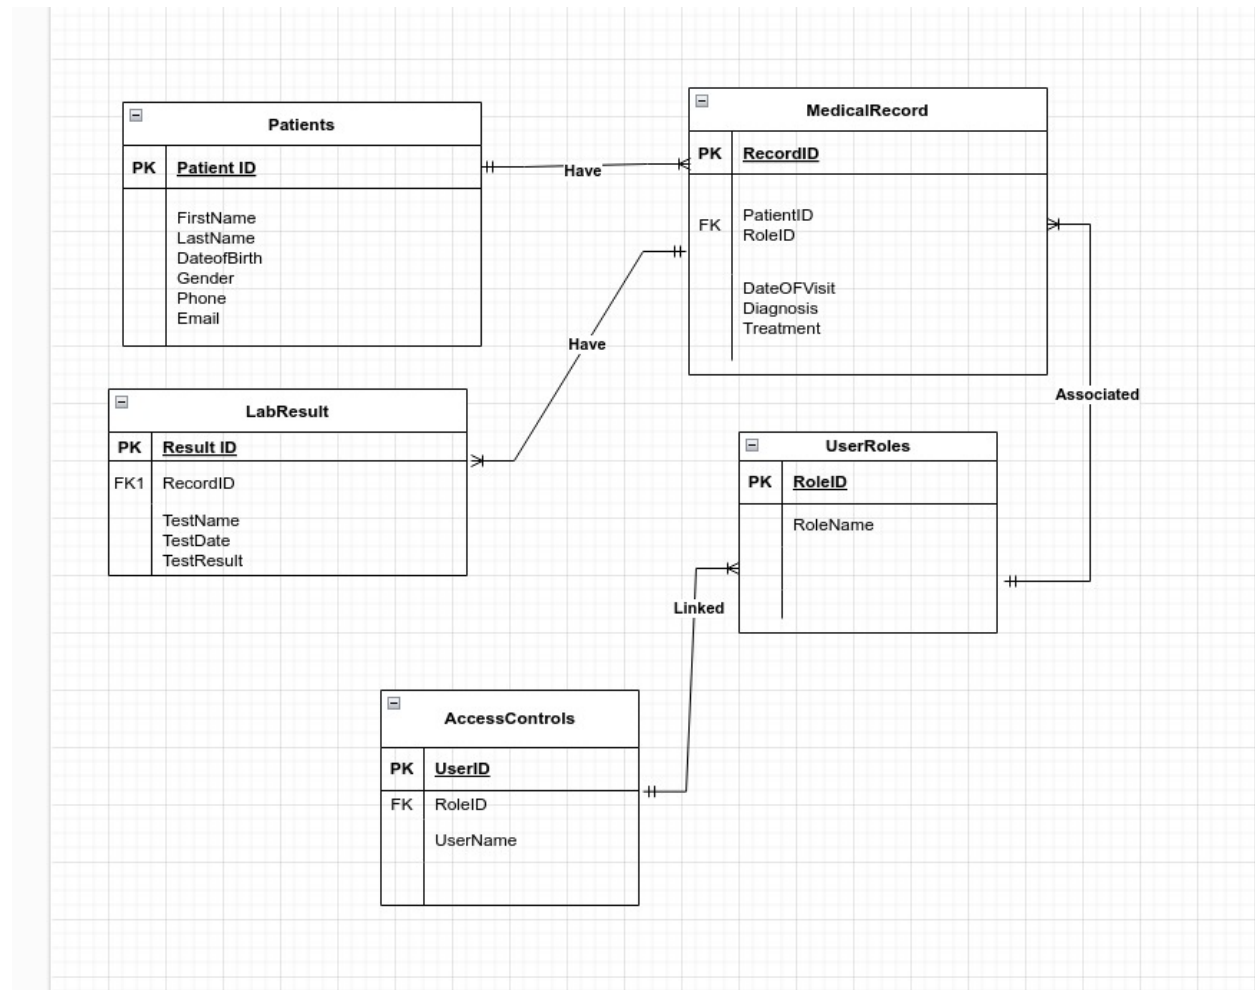 Patients
PK Patient ID
FirstName
LastName
DateofBirth
Gender
Phone
Email
Have
MedicalRecord
PK RecordID
FK PatientID
RoleID
DateOFVisit
Diagnosis
Treatment
Have
Associated
LabResult
PK Result ID
FK1 RecordID
TestName
TestDate
TestResult
UserRoles
PK RoleID
RoleName
Linked
AccessControls
PK UserID
FK RoleID
UserName